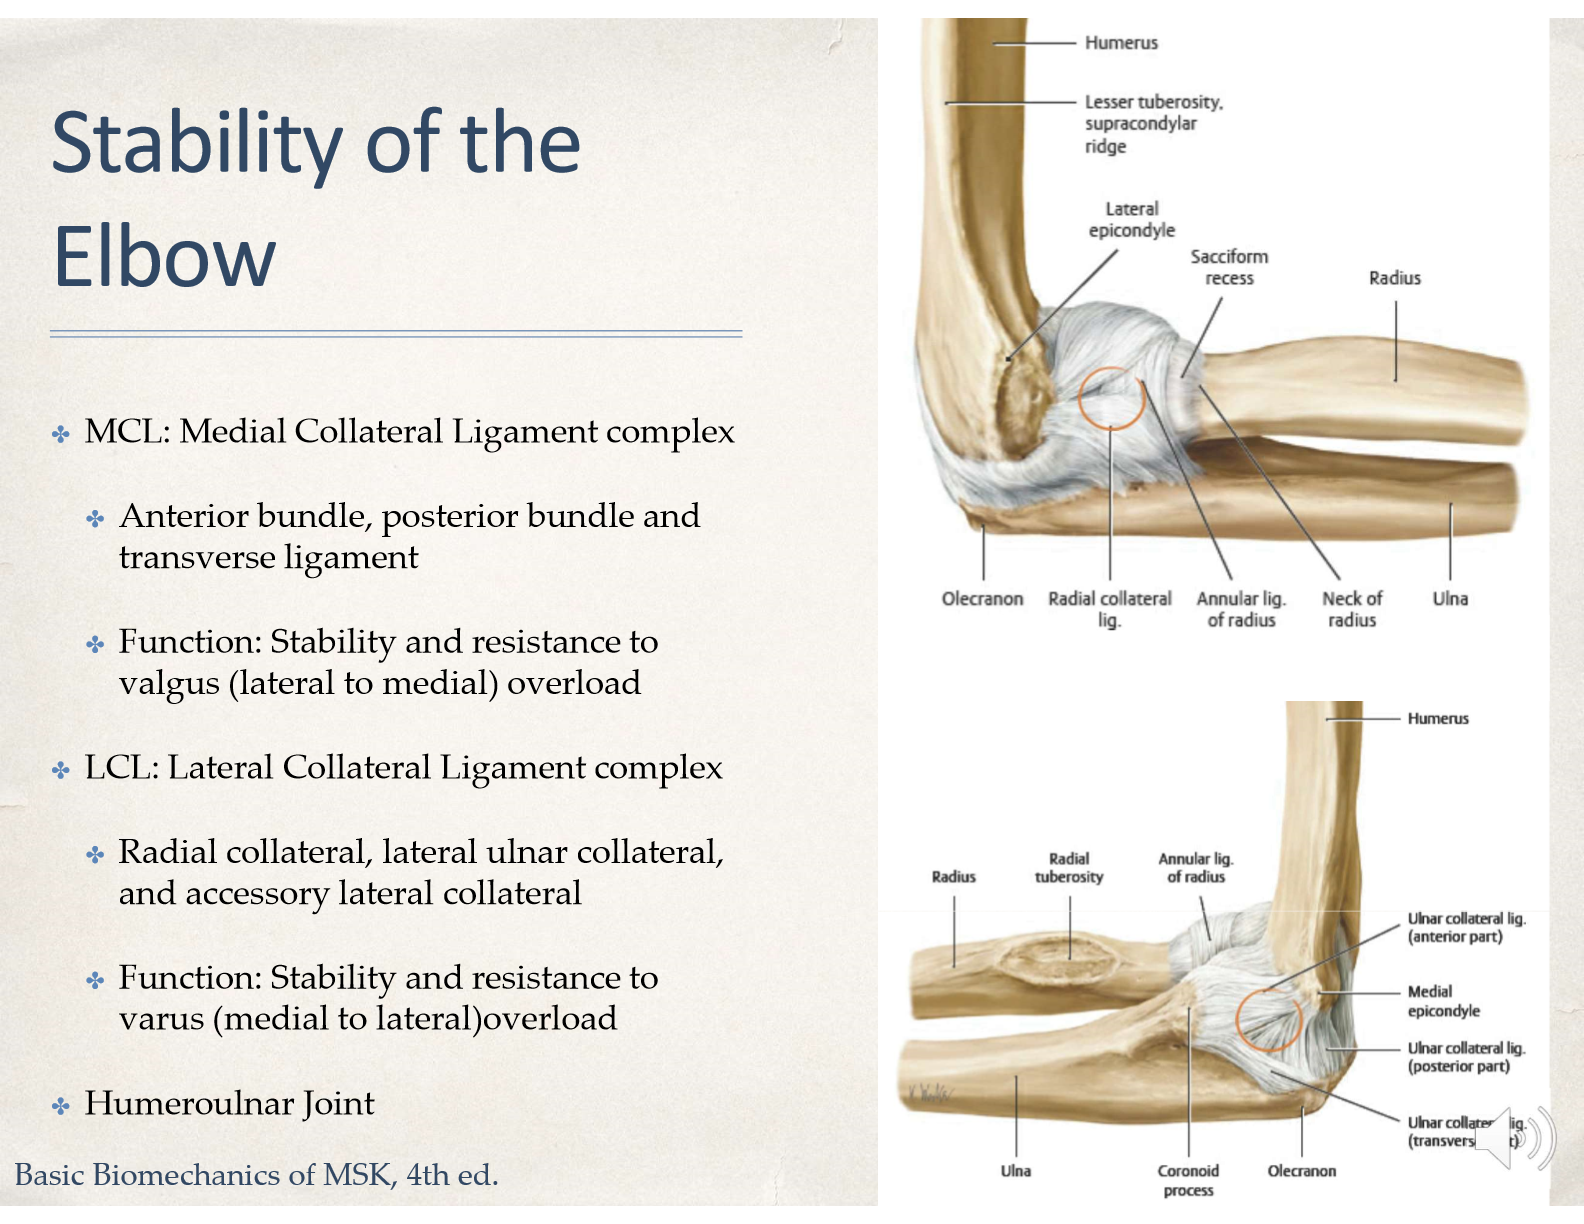 Stability of the
Elbow
MCL: Medial Collateral Ligament complex
Anterior bundle, posterior bundle and
transverse ligament
Function: Stability and resistance to
valgus (lateral to medial) overload
LCL: Lateral Collateral Ligament complex
Radial collateral, lateral ulnar collateral,
and accessory lateral collateral
Function: Stability and resistance to
varus (medial to lateral)overload
Humeroulnar Joint
Basic Biomechanics of MSK, 4th ed.
Humerus
Lesser tuberosity,
supracondylar
ridge
Lateral
epicondyle
Sacciform
recess
Radius
Olecranon
Radial collateral
lig.
Annular lig.
of radius
Neck of
radius
Ulna
Humerus
Radius
Radial
tuberosity
Annular lig.
of radius
Ulnar collateral lig.
(anterior part)
Medial
epicondyle
Ulnar collateral lig.
(posterior part)
Ulnar lig.
Ulna
Coronoid
process
Olecranon